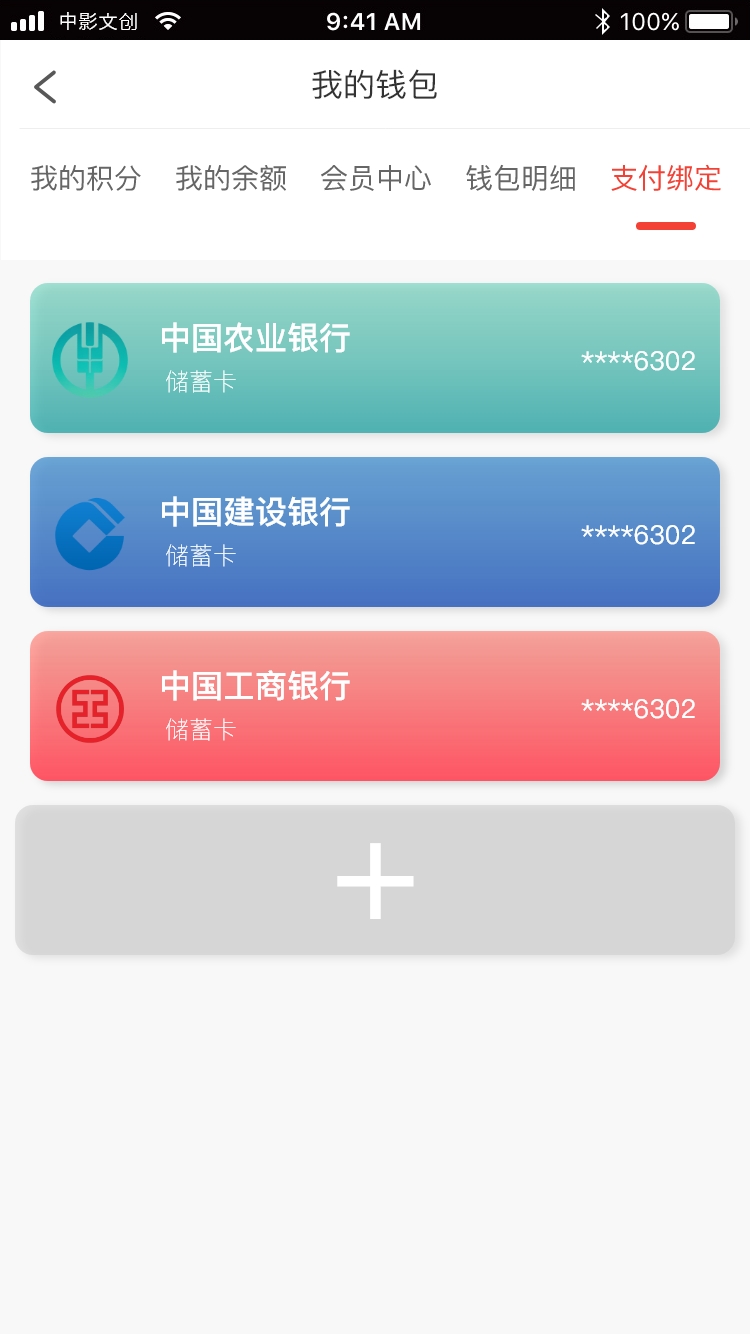 中影文创 9:41 AM 100%
我的钱包
我的积分 我的余额 会员中心 钱包明细 支付绑定
中国农业银行
储蓄卡
****6302
中国建设银行
储蓄卡
****6302
中国工商银行
储蓄卡
****6302